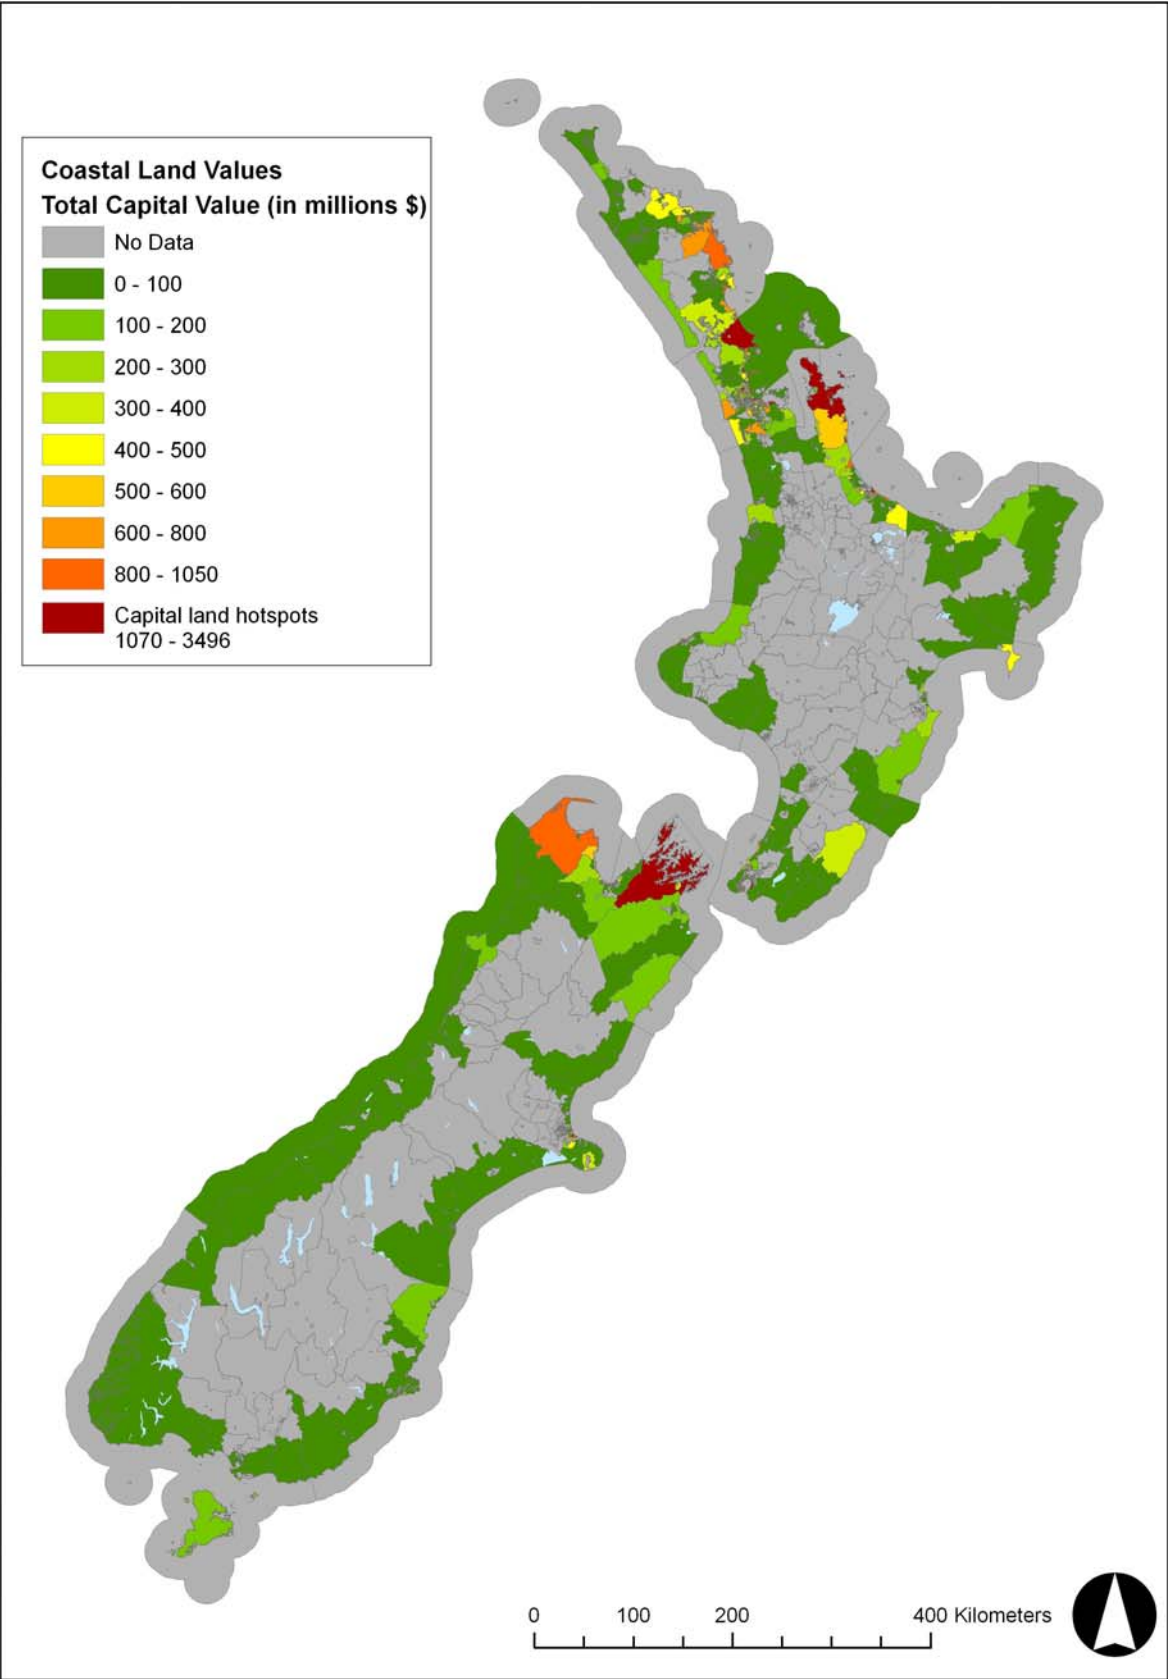 Coastal Land Values
Total Capital Value (in millions $)
No Data
0 - 100
100 - 200
200 - 300
300 - 400
400 - 500
500 - 600
600 - 800
800 - 1050
Capital land hotspots
1070 - 3496
0 100 200 400 Kilometers